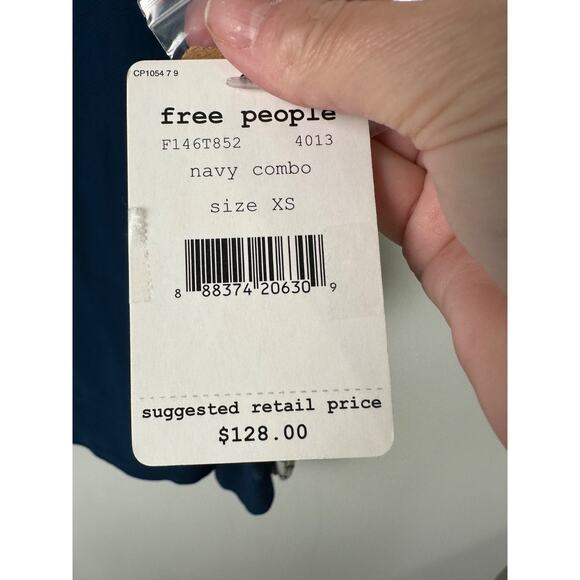 CP1054 7 9
free people
F146T852 4013
navy combo
size XS
8 88374 20630 9
suggested retail price
$128.00